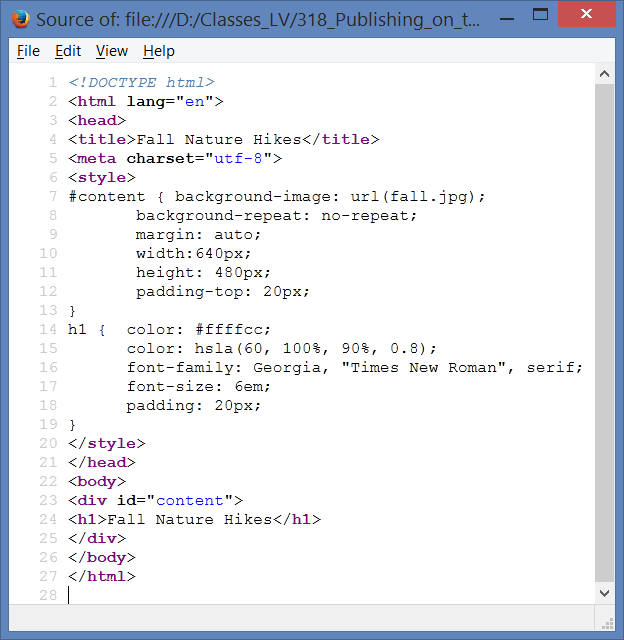 Source of: file:///D:/Classes_LV/318_Publishing_on_t...
File Edit View Help
1 <!DOCTYPE html>
2 <html lang="en">
3 <head>
4 <title>Fall Nature Hikes</title>
5 <meta charset="utf-8">
6 <style>
7 #content { background-image: url(fall.jpg);
8 background-repeat: no-repeat;
9 margin: auto;
10 width:640px;
11 height: 480px;
12 padding-top: 20px;
13 }
14 h1 {  color: #ffffcc;
15 color: hsla(60, 100%, 90%, 0.8);
16 font-family: Georgia, "Times New Roman", serif;
17 font-size: 6em;
18 padding: 20px;
19 }
20 </style>
21 </head>
22 <body>
23 <div id="content">
24 <h1>Fall Nature Hikes</h1>
25 </div>
26 </body>
27 </html>
28